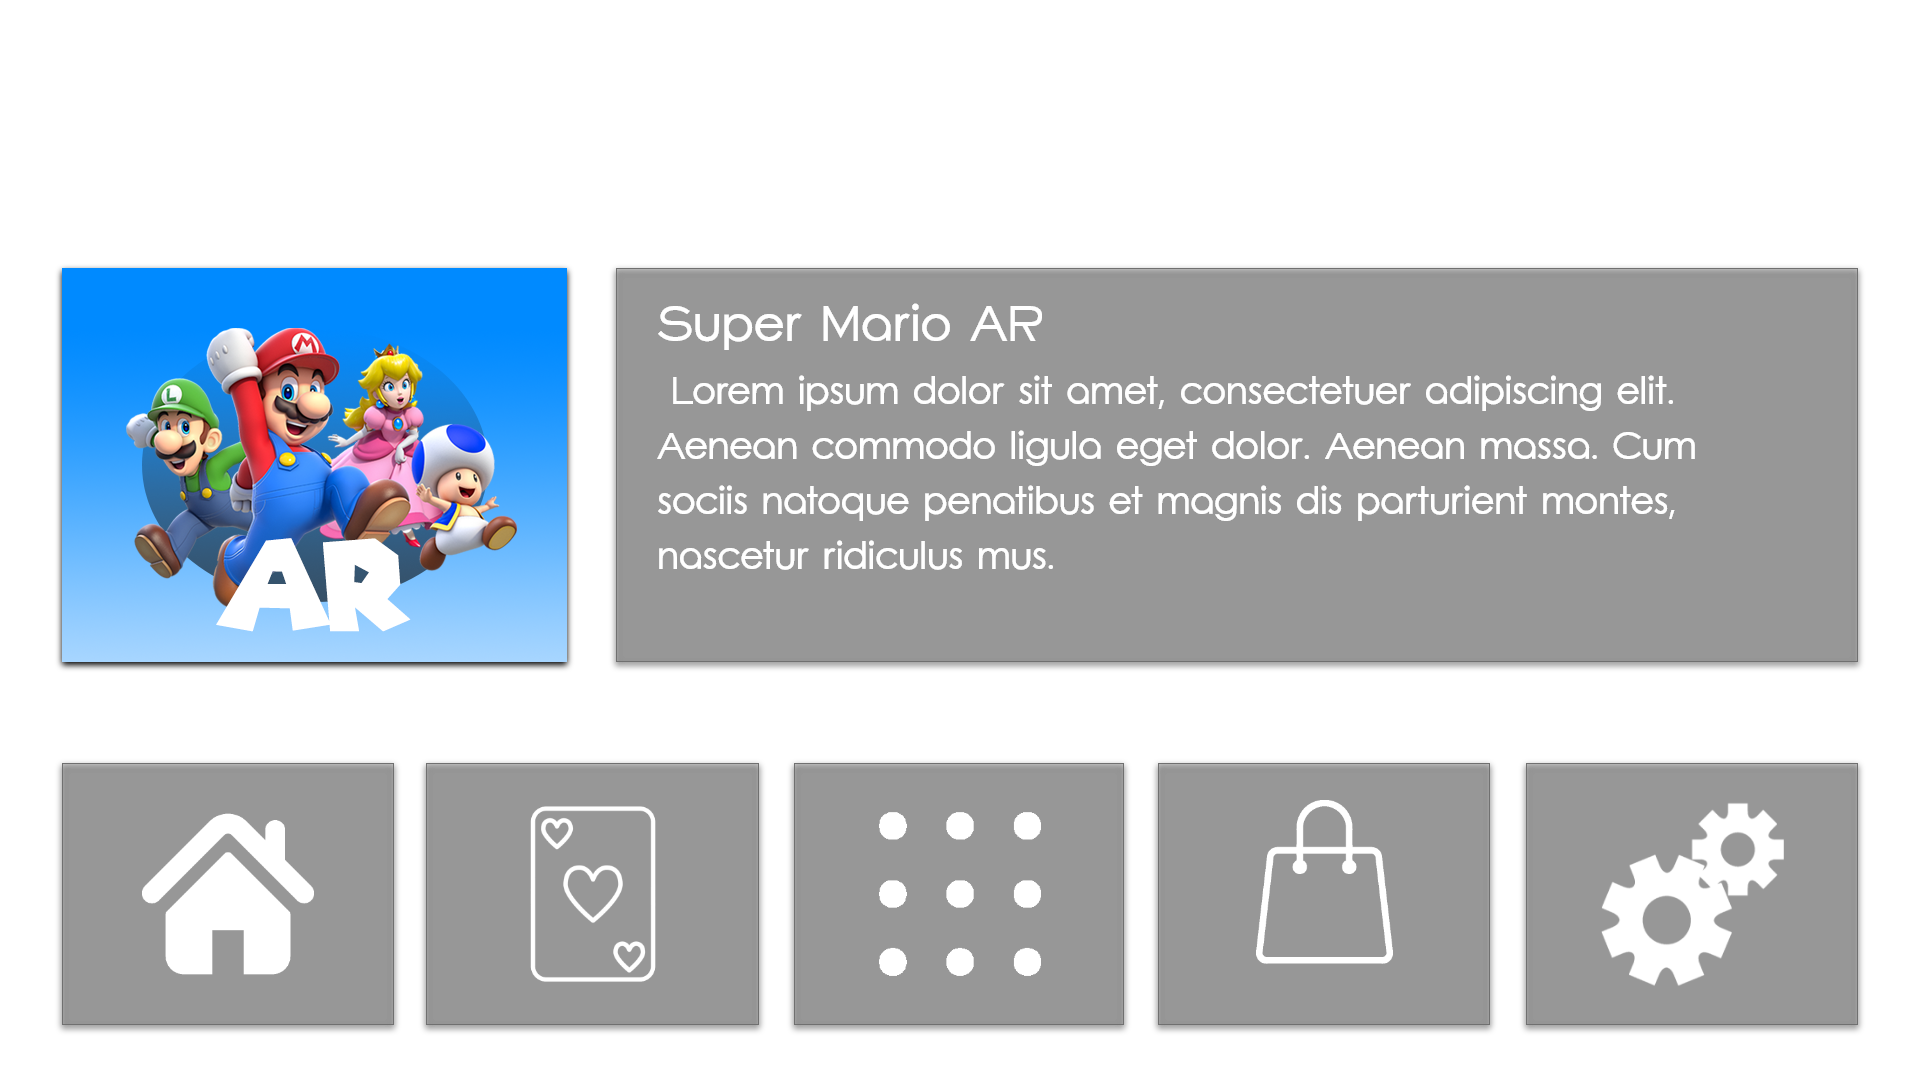 Super Mario AR
Lorem ipsum dolor sit amet, consectetuer adipiscing elit.
Aenean commodo ligula eget dolor. Aenean massa. Cum
sociis natoque penatibus et magnis dis parturient montes,
nascetur ridiculus mus.
M
L
AR